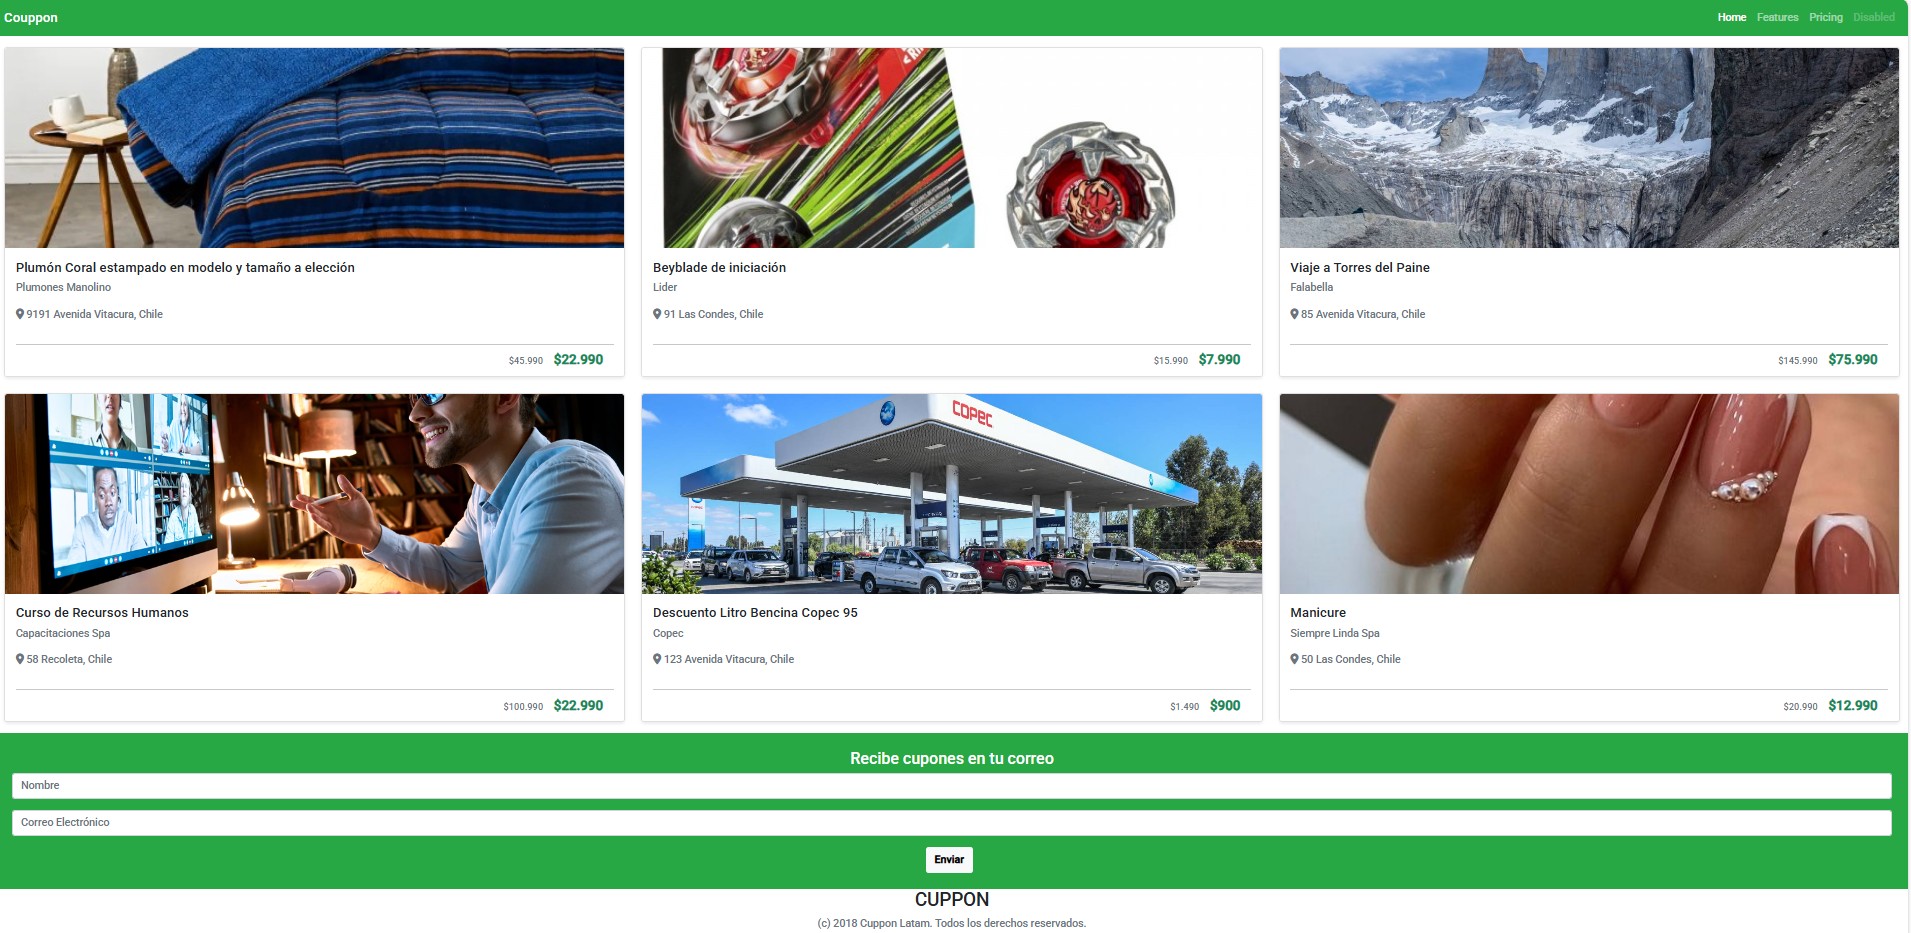 Couppon
Home Features Pricing Disabled
Plumón Coral estampado en modelo y tamaño a elección
Plumones Manolino
9191 Avenida Vitacura, Chile
$45.990 $22.990
Beyblade de iniciación
Lider
91 Las Condes, Chile
$15.990 $7.990
Viaje a Torres del Paine
Falabella
85 Avenida Vitacura, Chile
$145.990 $75.990
COPEC
Curso de Recursos Humanos
Capacitaciones Spa
58 Recoleta, Chile
$100.990 $22.990
Descuento Litro Bencina Copec 95
Copec
123 Avenida Vitacura, Chile
$1.490 $900
Manicure
Siempre Linda Spa
50 Las Condes, Chile
$20.990 $12.990
Recibe cupones en tu correo
Nombre
Correo Electrónico
Enviar
CUPPON
(c) 2018 Cuppon Latam. Todos los derechos reservados.